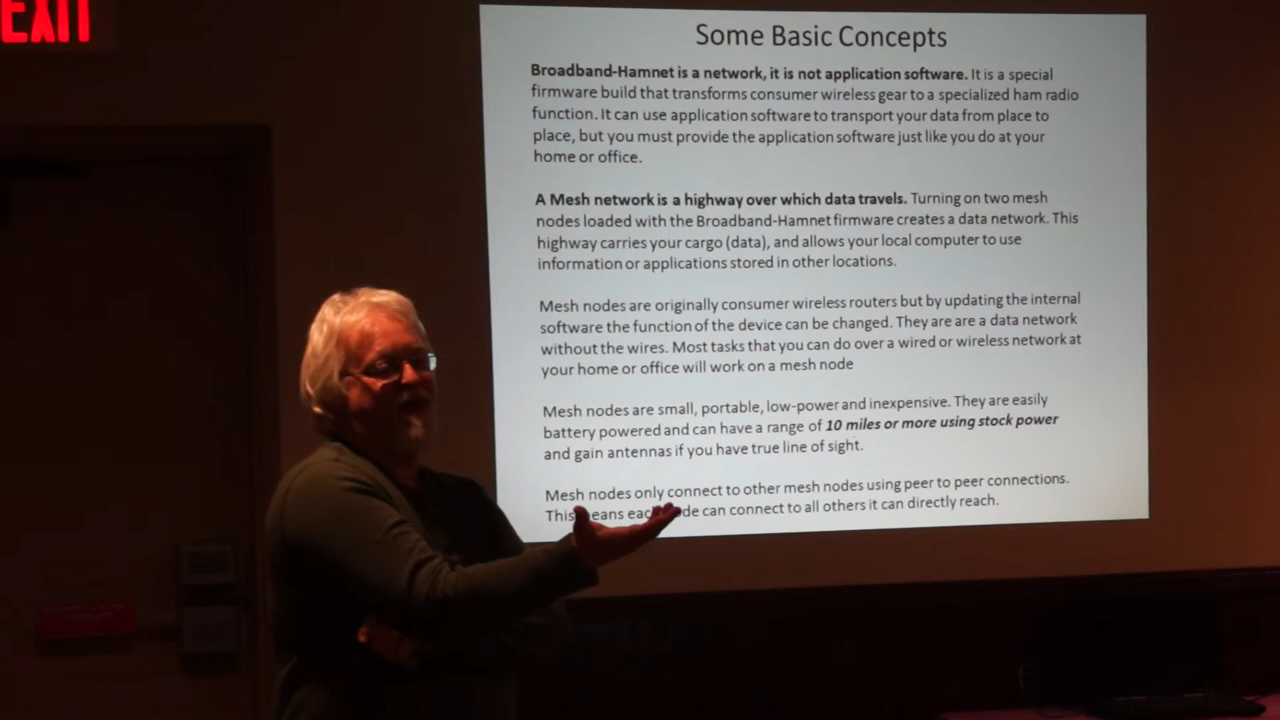 EXIT
Some Basic Concepts
Broadband-Hamnet is a network, it is not application software. It is a special
firmware build that transforms consumer wireless gear to a specialized ham radio
function. It can use application software to transport your data from place to
place, but you must provide the application software just like you do at your
home or office.
A Mesh network is a highway over which data travels. Turning on two mesh
nodes loaded with the Broadband-Hamnet firmware creates a data network. This
highway carries your cargo (data), and allows your local computer to use
information or applications stored in other locations.
Mesh nodes are originally consumer wireless routers but by updating the internal
software the function of the device can be changed. They are are a data network
without the wires. Most tasks that you can do over a wired or wireless network at
your home or office will work on a mesh node
Mesh nodes are small, portable, low-power and inexpensive. They are easily
battery powered and can have a range of 10 miles or more using stock power
and gain antennas if you have true line of sight.
Mesh nodes only connect to other mesh nodes using peer to peer connections.
This eans eac de can connect to all others it can directly reach.